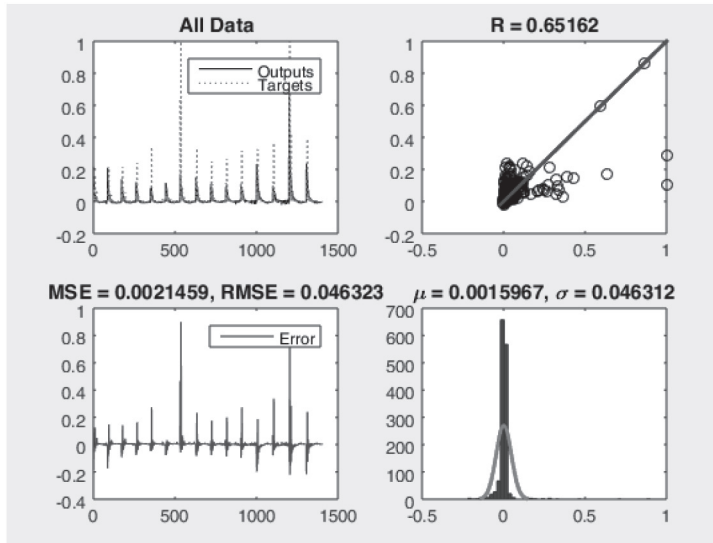 All Data
1
0.8
0.6
0.4
0.2
0
-0.2
0 500 1000 1500
Outputs
Targets
R = 0.65162
1
0.8
0.6
0.4
0.2
0
-0.2
-0.5 0 0.5 1
MSE = 0.0021459, RMSE = 0.046323
1
0.8
0.6
0.4
0.2
0
-0.2
-0.4
0 500 1000 1500
Error
μ = 0.0015967, σ = 0.046312
700
600
500
400
300
200
100
0
-0.5 0 0.5 1